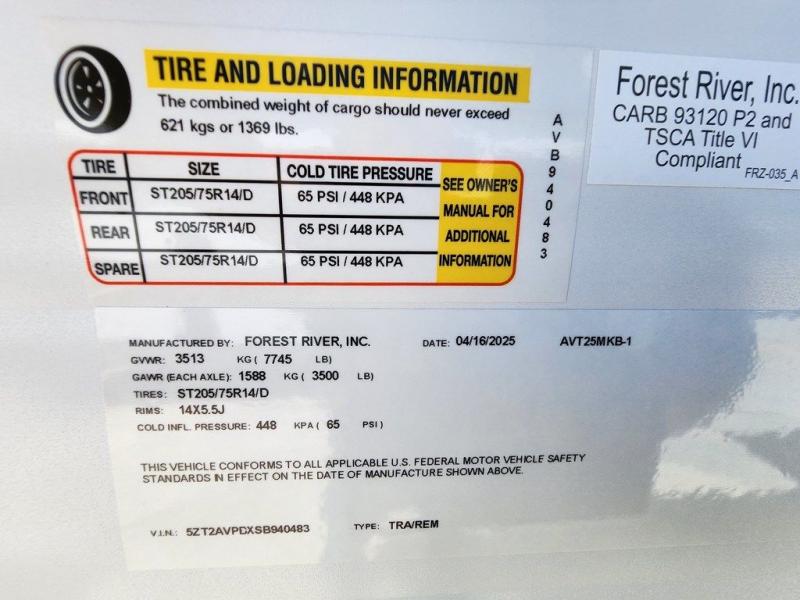 TIRE AND LOADING INFORMATION
The combined weight of cargo should never exceed
621 kgs or 1369 lbs.
TIRE SIZE COLD TIRE PRESSURE SEE OWNER'S MANUAL FOR ADDITIONAL INFORMATION
FRONT ST205/75R14/D 65 PSI / 448 KPA
REAR ST205/75R14/D 65 PSI / 448 KPA
SPARE ST205/75R14/D 65 PSI / 448 KPA
AVB940483
Forest River, Inc.
CARB 93120 P2 and
TSCA Title VI
Compliant
FRZ-035_A
MANUFACTURED BY: FOREST RIVER, INC. DATE: 04/16/2025 AVT25MKB-1
GVWR: 3513 KG ( 7745 LB)
GAWR (EACH AXLE): 1588 KG ( 3500 LB)
TIRES: ST205/75R14/D
RIMS: 14X5.5J
COLD INFL. PRESSURE: 448 KPA ( 65 PSI )
THIS VEHICLE CONFORMS TO ALL APPLICABLE U.S. FEDERAL MOTOR VEHICLE SAFETY
STANDARDS IN EFFECT ON THE DATE OF MANUFACTURE SHOWN ABOVE.
V.I.N.: 5ZT2AVPDXSB940483 TYPE: TRA/REM